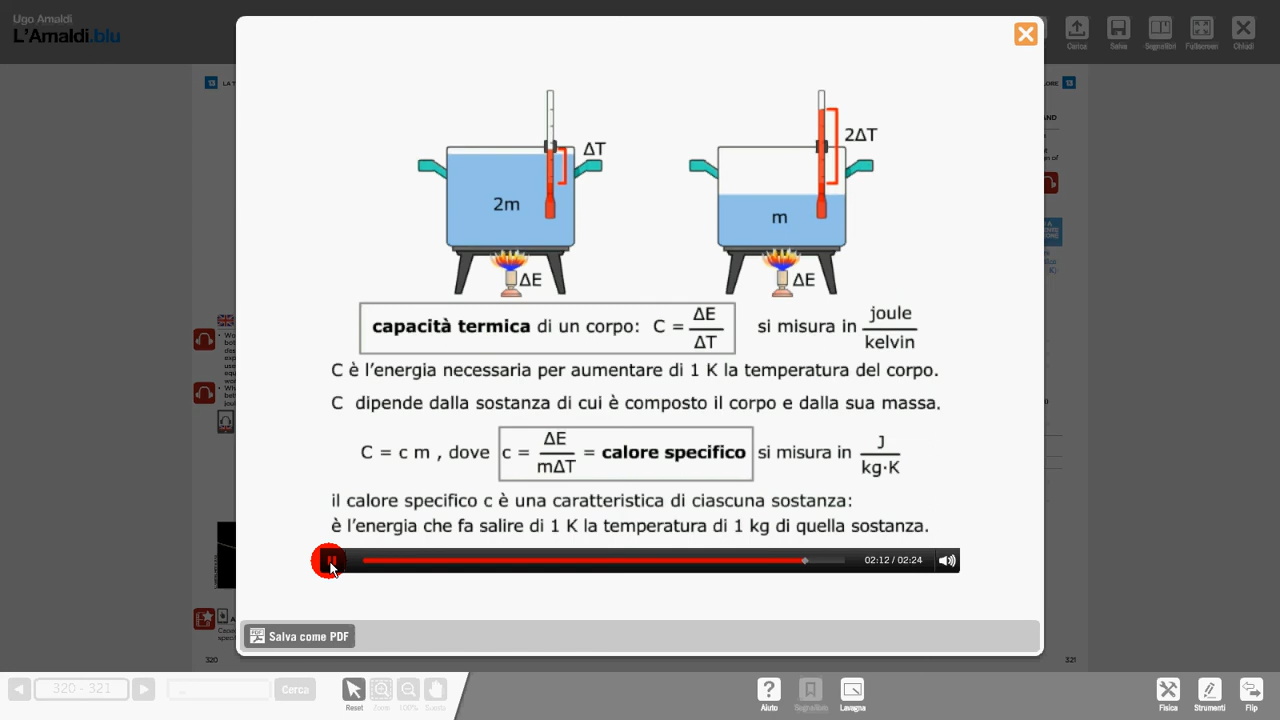 Ugo Amaldi
L'Amaldi.blu
Cerca
Salva
Segnalibri
Fullscreen
Chiudi
13
13
ΔT
2ΔT
2m
m
ΔE
ΔE
capacità termica di un corpo: C = ΔE/ΔT si misura in joule/kelvin
C è l'energia necessaria per aumentare di 1 K la temperatura del corpo.
C dipende dalla sostanza di cui è composto il corpo e dalla sua massa.
C = c m , dove c = ΔE/mΔT = calore specifico si misura in J/kg·K
il calore specifico c è una caratteristica di ciascuna sostanza:
è l'energia che fa salire di 1 K la temperatura di 1 kg di quella sostanza.
02:12 / 02:24
PDF Salva come PDF
320
321
320 - 321
Cerca
Reset
Zoom
100%
Aiuto
Segnalibro
Lavagna
Fisica
Strumenti
Flip